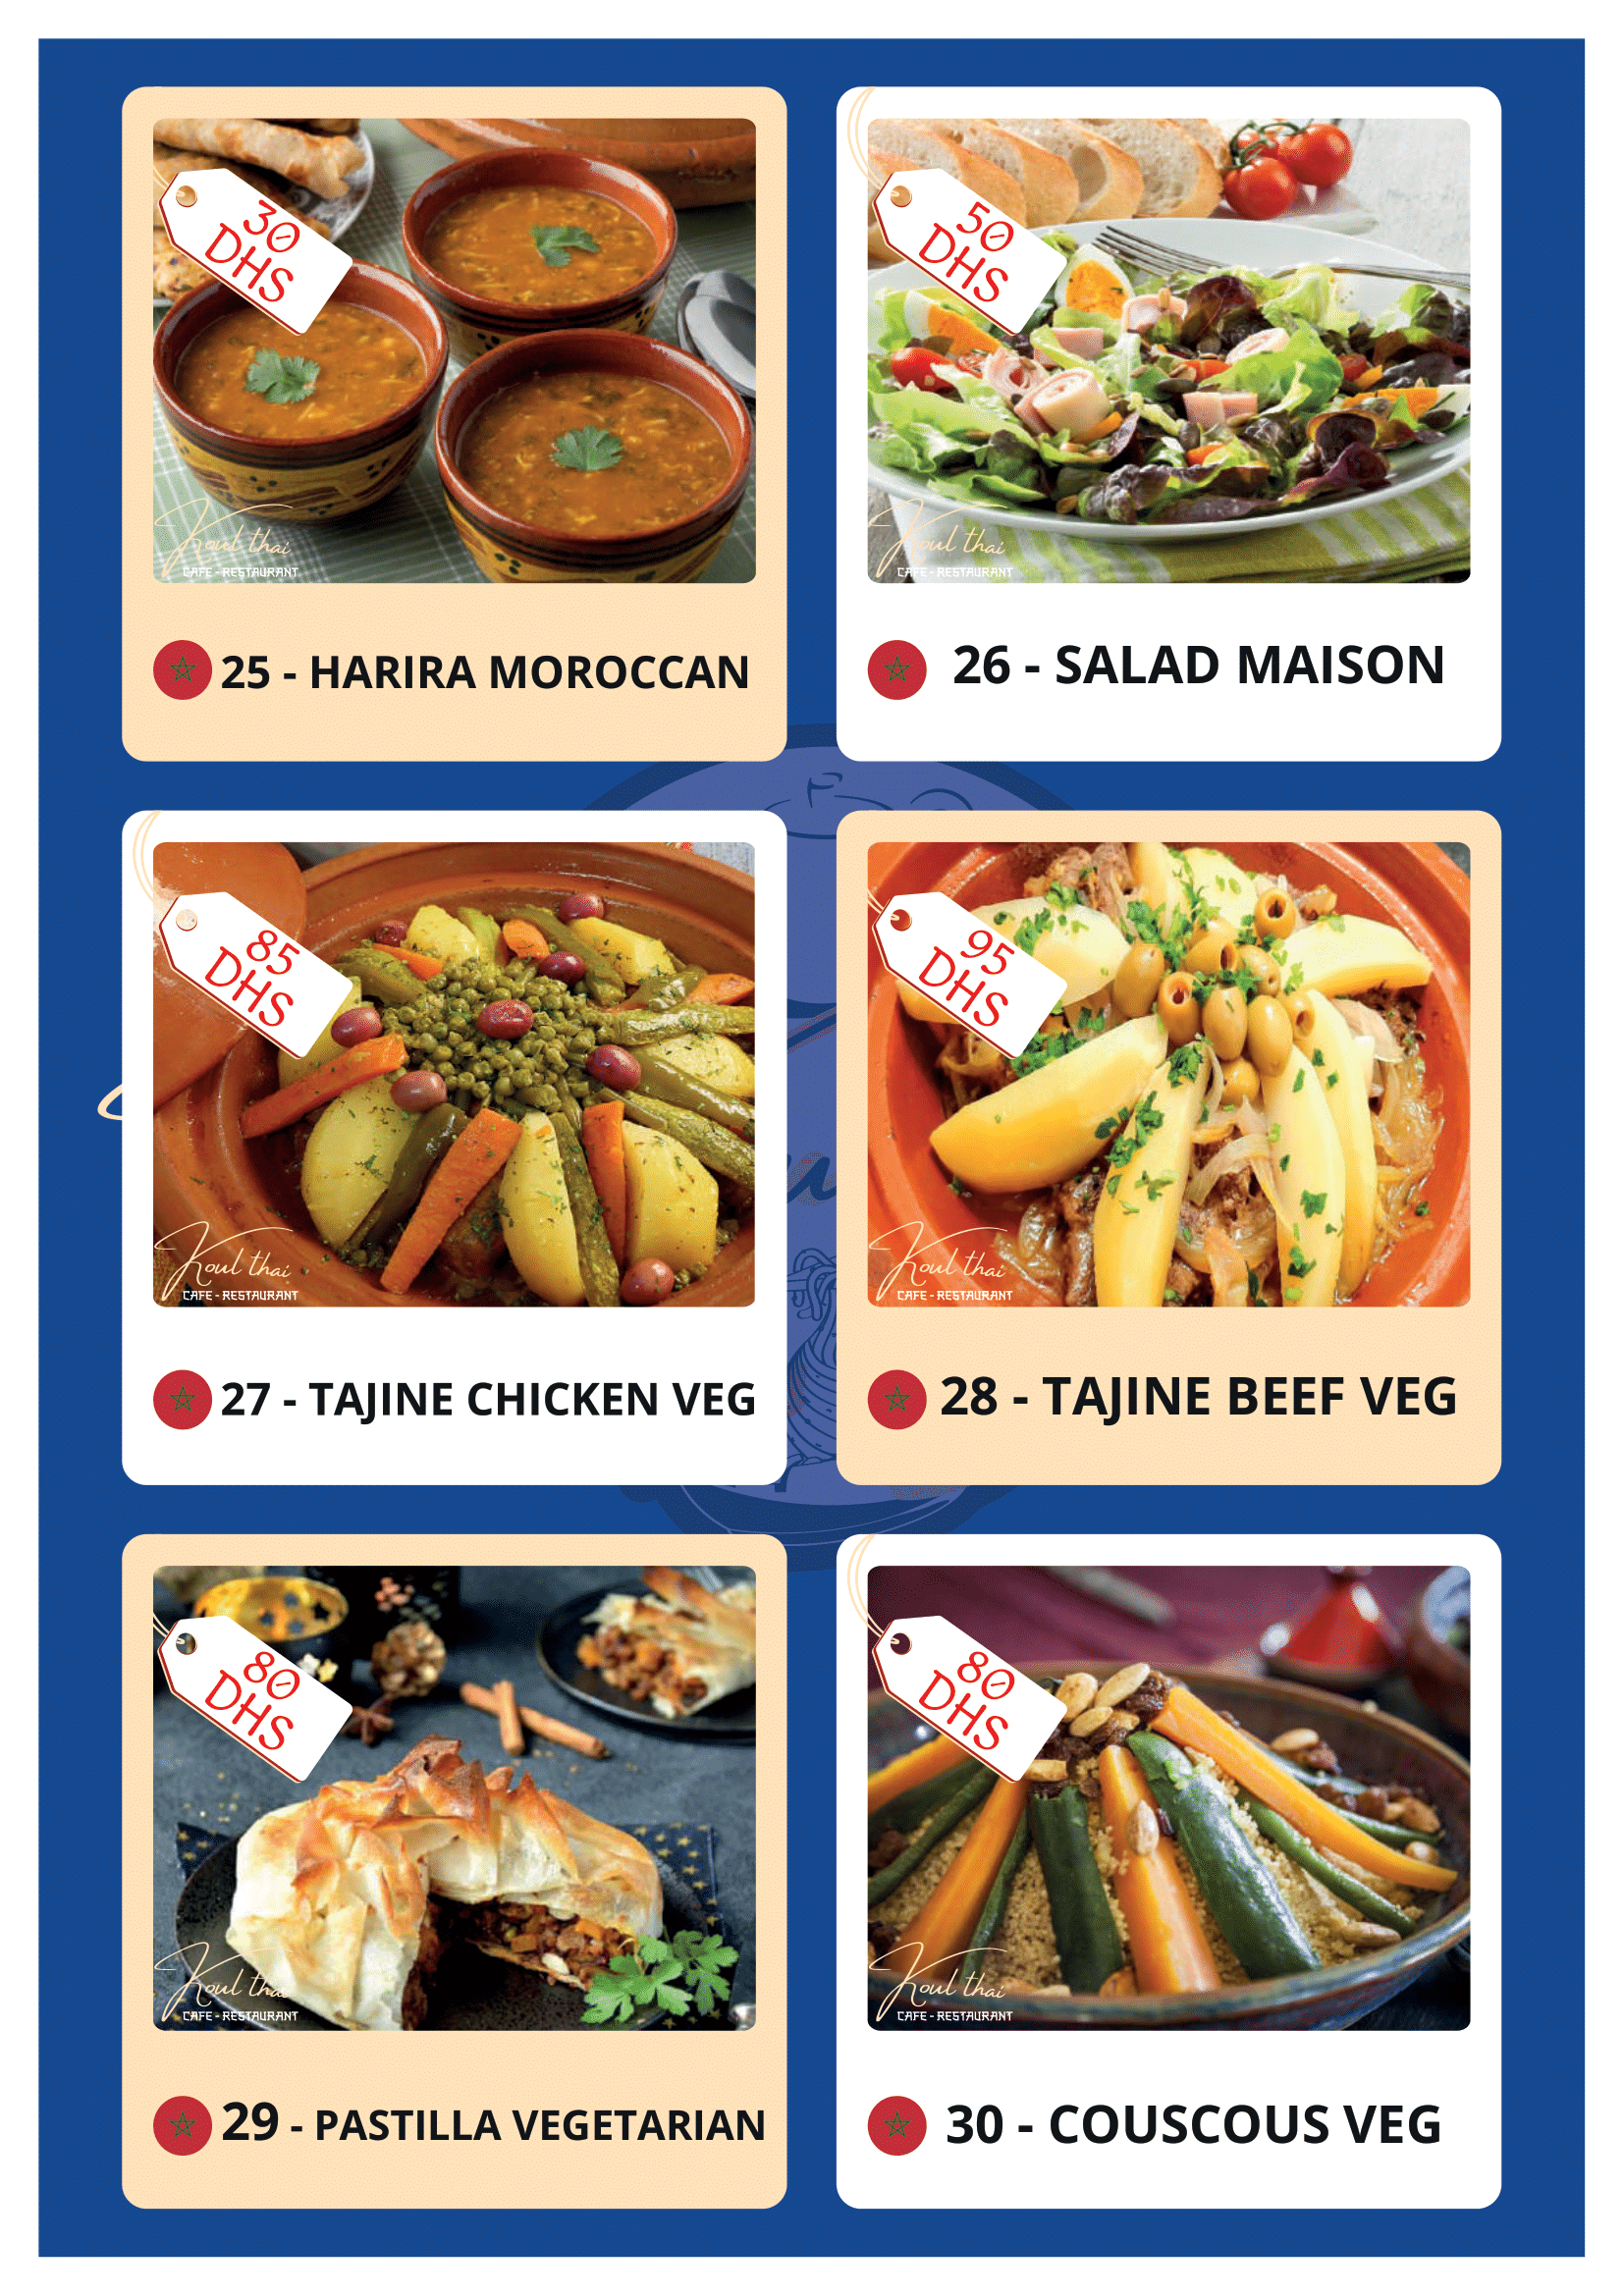 30
DHS
Koul thai
CAFE - RESTAURANT
25 - HARIRA MOROCCAN
50
DHS
Koul thai
CAFE - RESTAURANT
26 - SALAD MAISON
85
DHS
Koul thai
CAFE - RESTAURANT
27 - TAJINE CHICKEN VEG
95
DHS
Koul thai
CAFE - RESTAURANT
28 - TAJINE BEEF VEG
80
DHS
Koul thai
CAFE - RESTAURANT
29 - PASTILLA VEGETARIAN
80
DHS
Koul thai
CAFE - RESTAURANT
30 - COUSCOUS VEG